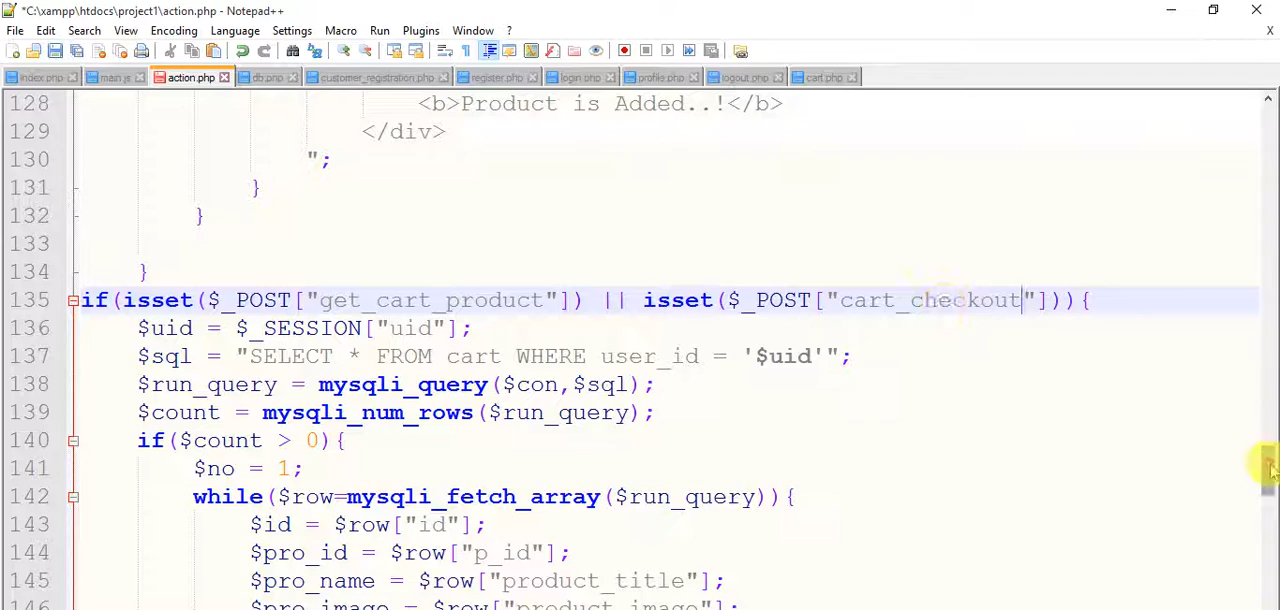 *C:\xampp\htdocs\project1\action.php - Notepad++
File Edit Search View Encoding Language Settings Macro Run Plugins Window ? X
index.php main.js action.php db.php customer_registration.php register.php login.php profile.php logout.php cart.php
128 <b>Product is Added..!</b>
129 </div>
130 ";
131 }
132 }
133
134 }
135 if(isset($_POST["get_cart_product"]) || isset($_POST["cart_checkout"])){
136 $uid = $_SESSION["uid"];
137 $sql = "SELECT * FROM cart WHERE user_id = '$uid'";
138 $run_query = mysqli_query($con,$sql);
139 $count = mysqli_num_rows($run_query);
140 if($count > 0){
141 $no = 1;
142 while($row=mysqli_fetch_array($run_query)){
143 $id = $row["id"];
144 $pro_id = $row["p_id"];
145 $pro_name = $row["product_title"];
146 $pro_image = $row["product_image"];